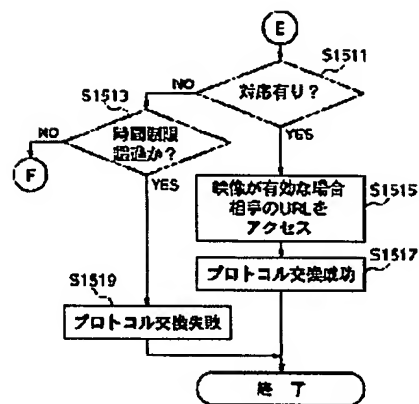 E
S1511
対応有り？
NO
YES
S1513
時間制限
超過か？
NO
YES
F
映像が有効な場合
相手のURLを
アクセス
S1515
プロトコル交換成功
S1517
S1519
プロトコル交換失敗
終了